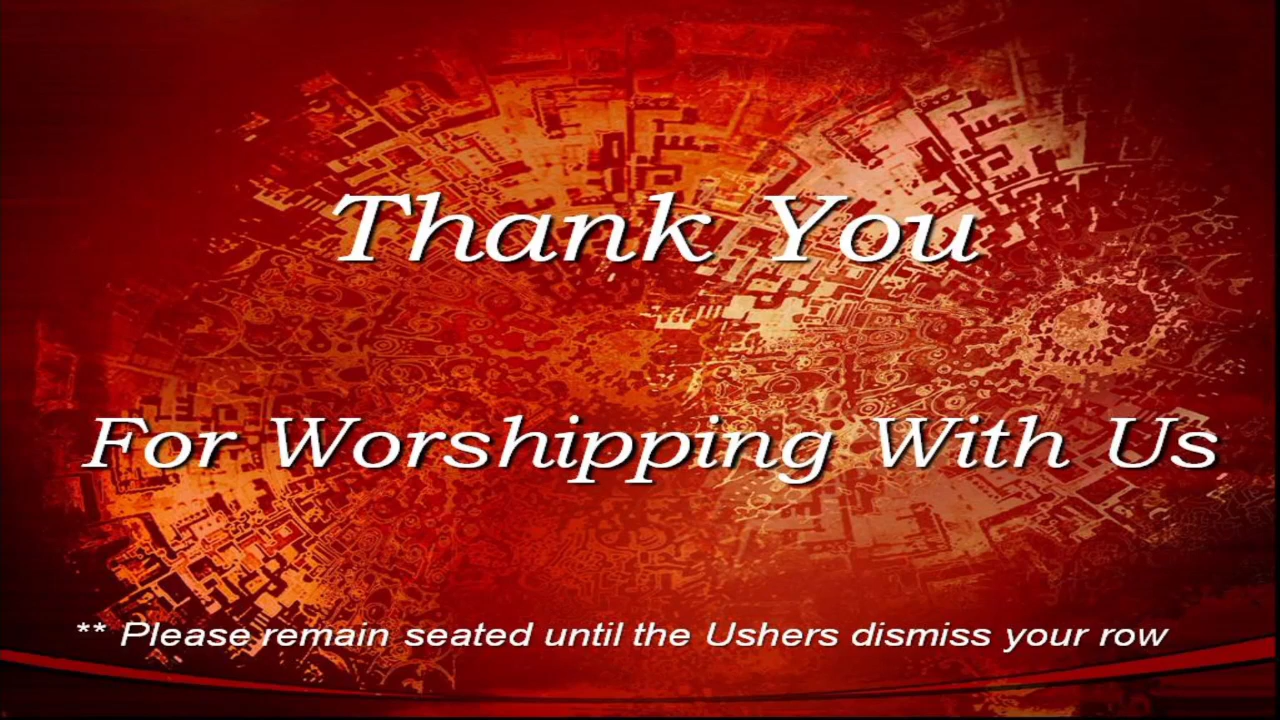 Thank You
For Worshipping With Us
** Please remain seated until the Ushers dismiss your row